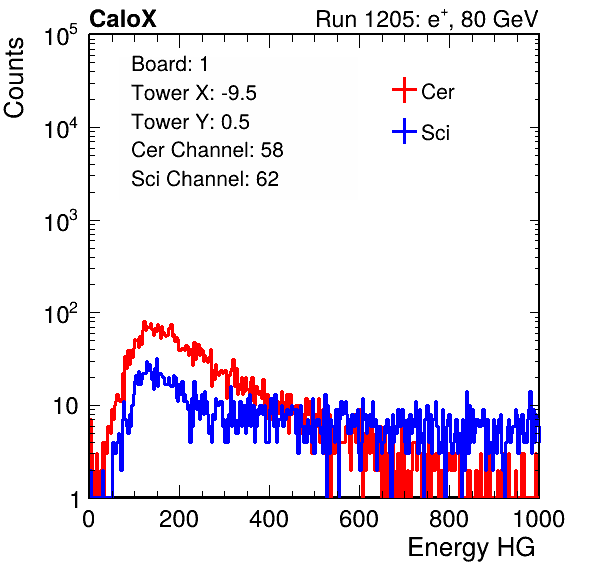 CaloX Run 1205: e⁺, 80 GeV
Board: 1
Tower X: -9.5
Tower Y: 0.5
Cer Channel: 58
Sci Channel: 62
Cer
Sci
Counts
10⁵
10⁴
10³
10²
10
1
0 200 400 600 800 1000
Energy HG